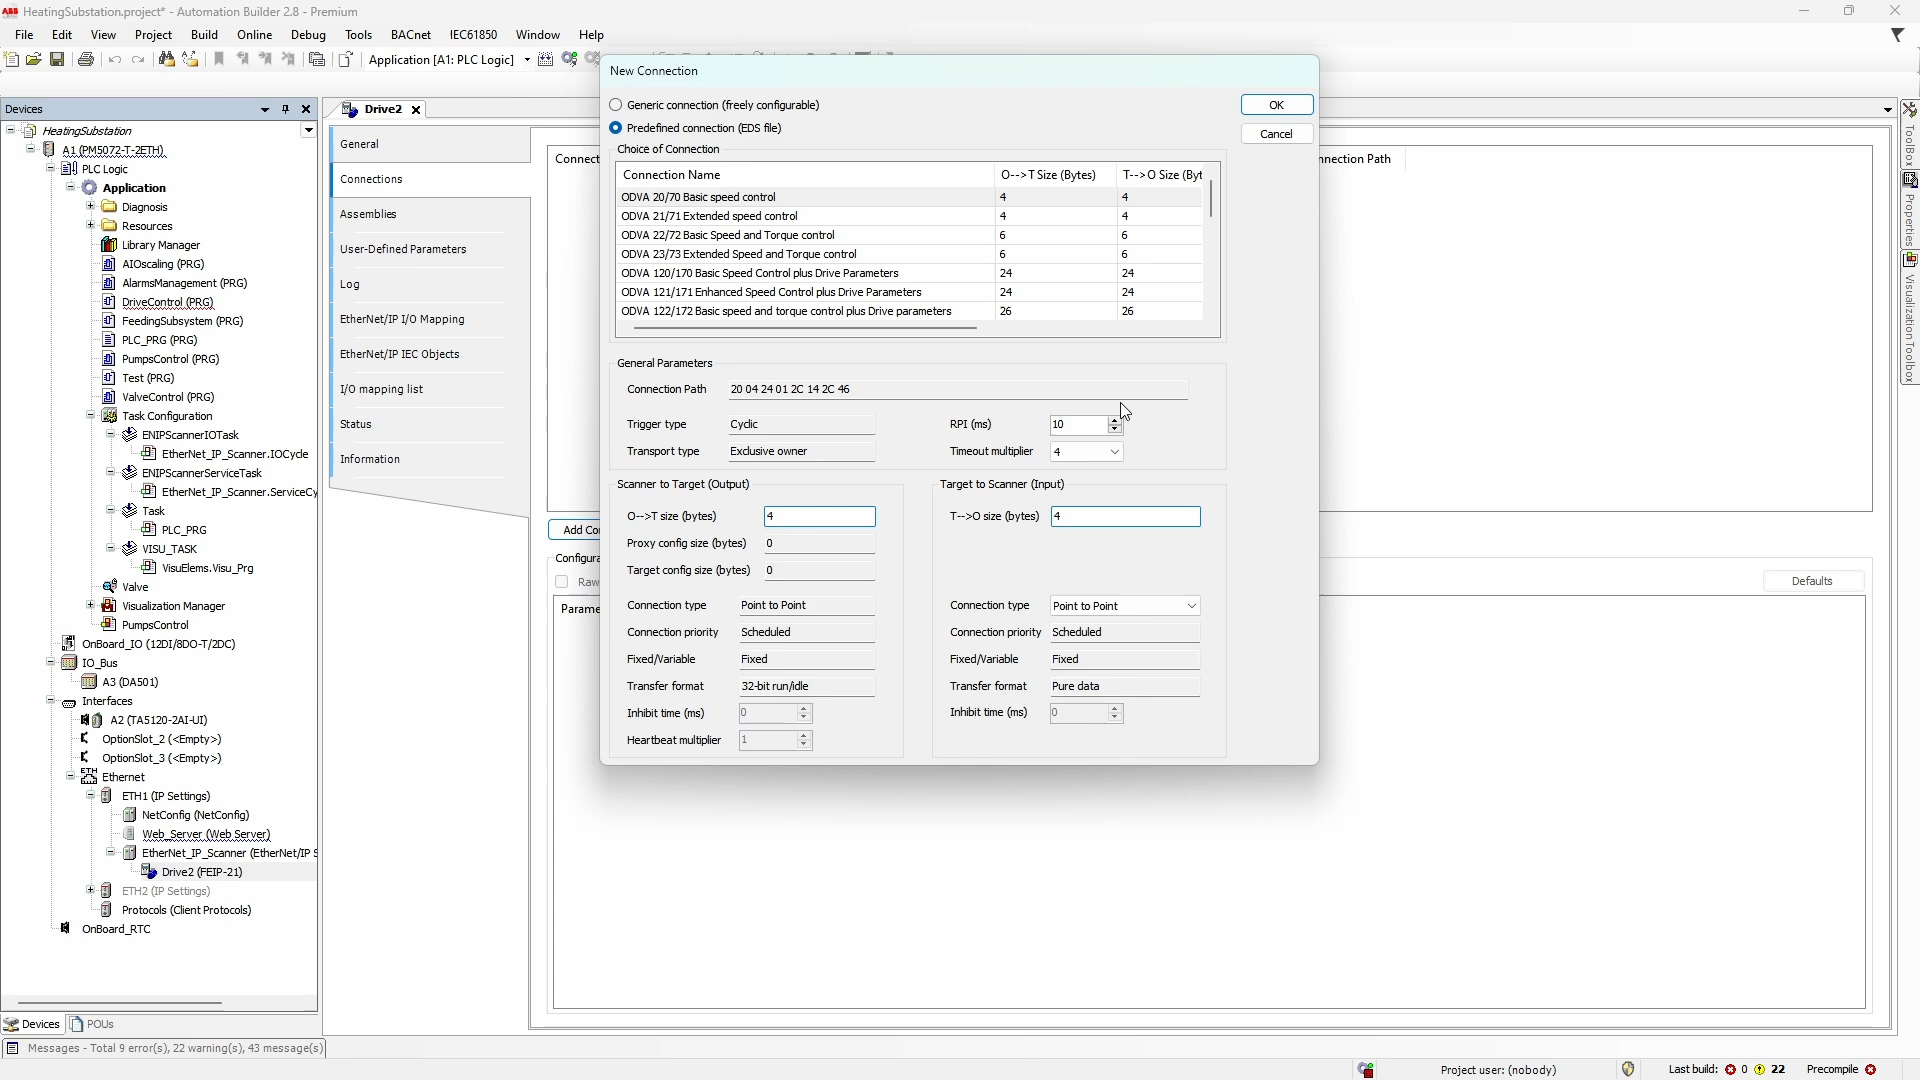 HeatingSubstation.project* - Automation Builder 2.8 - Premium
File Edit View Project Build Online Debug Tools BACnet IEC61850 Window Help
Application [A1: PLC Logic]
Devices
HeatingSubstation
A1 (PM5072-T-2ETH)
PLC Logic
Application
Diagnosis
Resources
Library Manager
AIOscaling (PRG)
AlarmsManagement (PRG)
DriveControl (PRG)
FeedingSubsystem (PRG)
PLC_PRG (PRG)
PumpsControl (PRG)
Test (PRG)
ValveControl (PRG)
Task Configuration
ENIPScannerIOTask
EtherNet_IP_Scanner.IOCycle
ENIPScannerServiceTask
EtherNet_IP_Scanner.ServiceCy
Task
PLC_PRG
VISU_TASK
VisuElems.Visu_Prg
Valve
Visualization Manager
PumpsControl
OnBoard_IO (12DI/8DO-T/2DC)
IO_Bus
A3 (DA501)
Interfaces
A2 (TA5120-2AI-UI)
OptionSlot_2 (<Empty>)
OptionSlot_3 (<Empty>)
Ethernet
ETH1 (IP Settings)
NetConfig (NetConfig)
Web_Server (Web Server)
EtherNet_IP_Scanner (EtherNet/IP S
Drive2 (FEIP-21)
ETH2 (IP Settings)
Protocols (Client Protocols)
OnBoard_RTC
Devices POUs
Messages - Total 9 error(s), 22 warning(s), 43 message(s)
Drive2
General
Connections
Assemblies
User-Defined Parameters
Log
EtherNet/IP I/O Mapping
EtherNet/IP IEC Objects
I/O mapping list
Status
Information
Connect
nnection Path
Add Co
Configura
Raw
Defaults
Parame
New Connection
Generic connection (freely configurable)
Predefined connection (EDS file)
OK
Cancel
Choice of Connection
Connection Name O-->T Size (Bytes) T-->O Size (Byt
ODVA 20/70 Basic speed control 4 4
ODVA 21/71 Extended speed control 4 4
ODVA 22/72 Basic Speed and Torque control 6 6
ODVA 23/73 Extended Speed and Torque control 6 6
ODVA 120/170 Basic Speed Control plus Drive Parameters 24 24
ODVA 121/171 Enhanced Speed Control plus Drive Parameters 24 24
ODVA 122/172 Basic speed and torque control plus Drive parameters 26 26
General Parameters
Connection Path 20 04 24 01 2C 14 2C 46
Trigger type Cyclic RPI (ms) 10
Transport type Exclusive owner Timeout multiplier 4
Scanner to Target (Output)
O-->T size (bytes) 4
Proxy config size (bytes) 0
Target config size (bytes) 0
Connection type Point to Point
Connection priority Scheduled
Fixed/Variable Fixed
Transfer format 32-bit run/idle
Inhibit time (ms) 0
Heartbeat multiplier 1
Target to Scanner (Input)
T-->O size (bytes) 4
Connection type Point to Point
Connection priority Scheduled
Fixed/Variable Fixed
Transfer format Pure data
Inhibit time (ms) 0
ToolBox
Properties
Visualization Toolbox
Project user: (nobody)
Last build: 0 22 Precompile
ABB